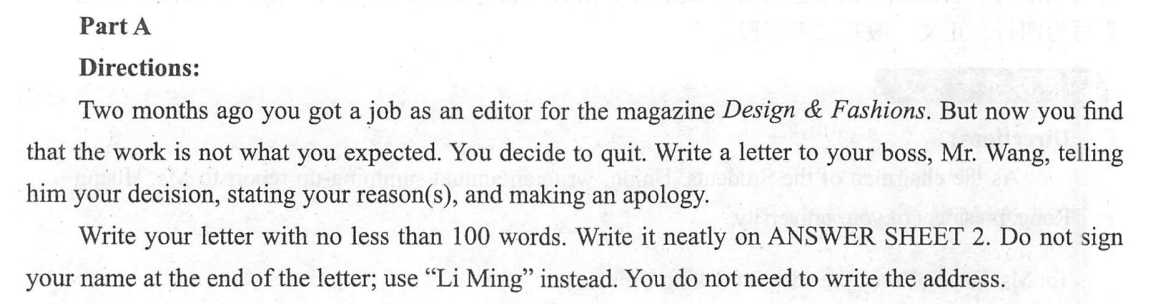 Part A
Directions:
Two months ago you got a job as an editor for the magazine Design & Fashions. But now you find
that the work is not what you expected. You decide to quit. Write a letter to your boss, Mr. Wang, telling
him your decision, stating your reason(s), and making an apology.
Write your letter with no less than 100 words. Write it neatly on ANSWER SHEET 2. Do not sign
your name at the end of the letter; use “Li Ming” instead. You do not need to write the address.